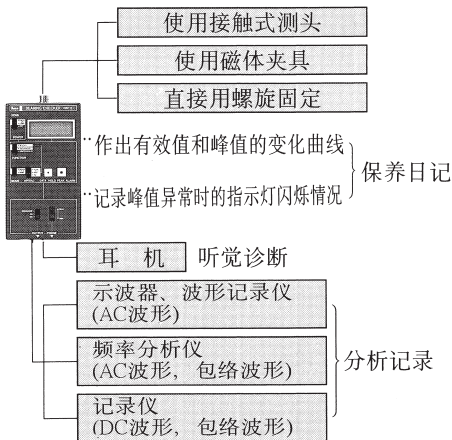 使用接触式测头
使用磁体夹具
直接用螺旋固定
作出有效值和峰值的变化曲线
保养日记
记录峰值异常时的指示灯闪烁情况
耳 机 听觉诊断
示波器、波形记录仪
(AC波形)
频率分析仪
(AC波形, 包络波形)
分析记录
记录仪
(DC波形, 包络波形)